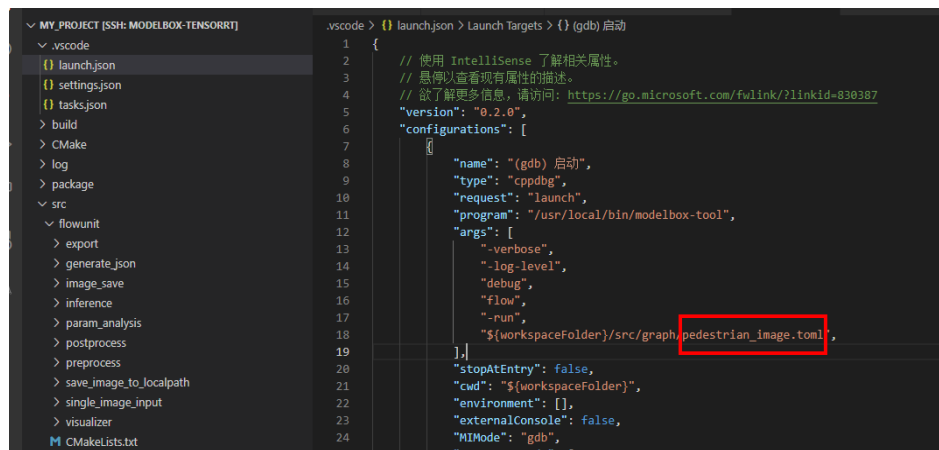 MY_PROJECT [SSH: MODELBOX-TENSORRT]
.vscode
{} launch.json
{} settings.json
{} tasks.json
build
CMake
log
package
src
flowunit
export
generate_json
image_save
inference
param_analysis
postprocess
preprocess
save_image_to_localpath
single_image_input
visualizer
M CMakeLists.txt
.vscode > {} launch.json > Launch Targets > {} (gdb) 启动
1 {
2 // 使用 IntelliSense 了解相关属性。
3 // 悬停以查看现有属性的描述。
4 // 欲了解更多信息，请访问: https://go.microsoft.com/fwlink/?linkid=830387
5 "version": "0.2.0",
6 "configurations": [
7 {
8 "name": "(gdb) 启动",
9 "type": "cppdbg",
10 "request": "launch",
11 "program": "/usr/local/bin/modelbox-tool",
12 "args": [
13 "-verbose",
14 "-log-level",
15 "debug",
16 "flow",
17 "-run",
18 "${workspaceFolder}/src/graph/pedestrian_image.toml",
19 ],
20 "stopAtEntry": false,
21 "cwd": "${workspaceFolder}",
22 "environment": [],
23 "externalConsole": false,
24 "MIMode": "gdb",